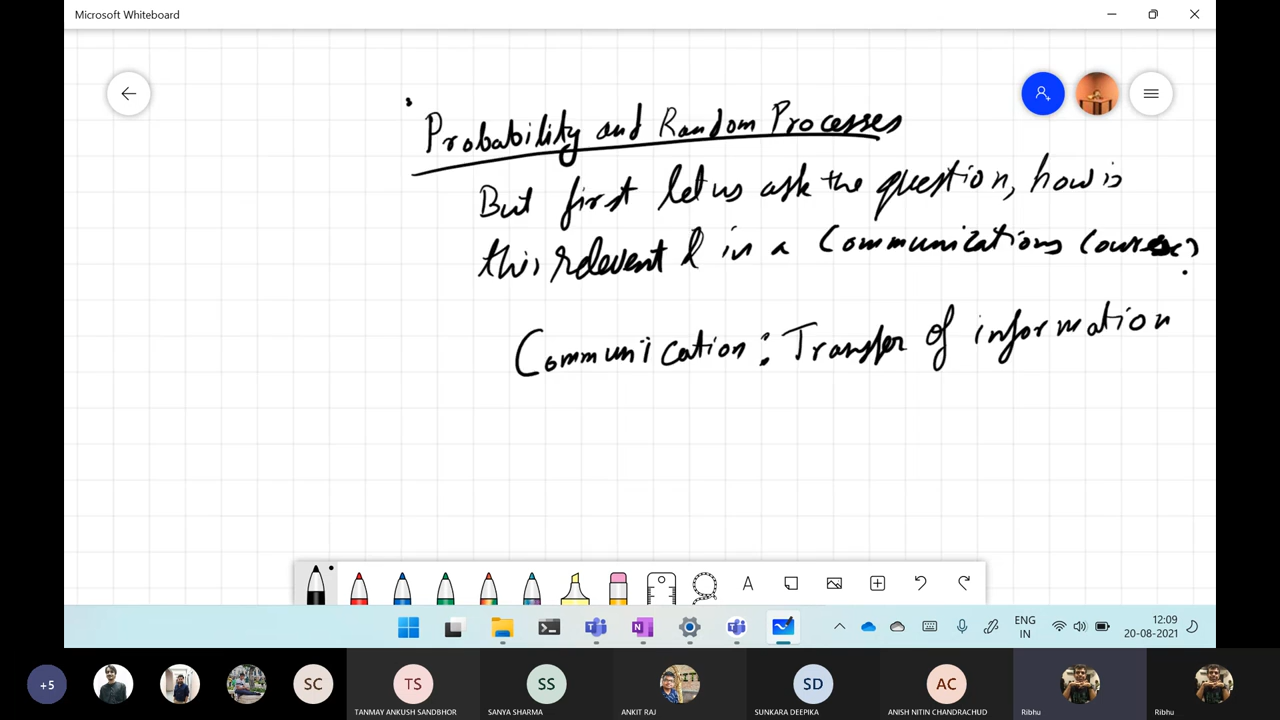 Microsoft Whiteboard
Probability and Random Processes
But first let us ask the question, how is
this relevant in a Communications Course?
Communication: Transfer of information
A
ENG
IN
12:09
20-08-2021
+5
SC
TS
SS
SD
AC
TANMAY ANKUSH SANDBHOR
SANYA SHARMA
ANKIT RAJ
SUNKARA DEEPIKA
ANISH NITIN CHANDRACHUD
Ribhu
Ribhu